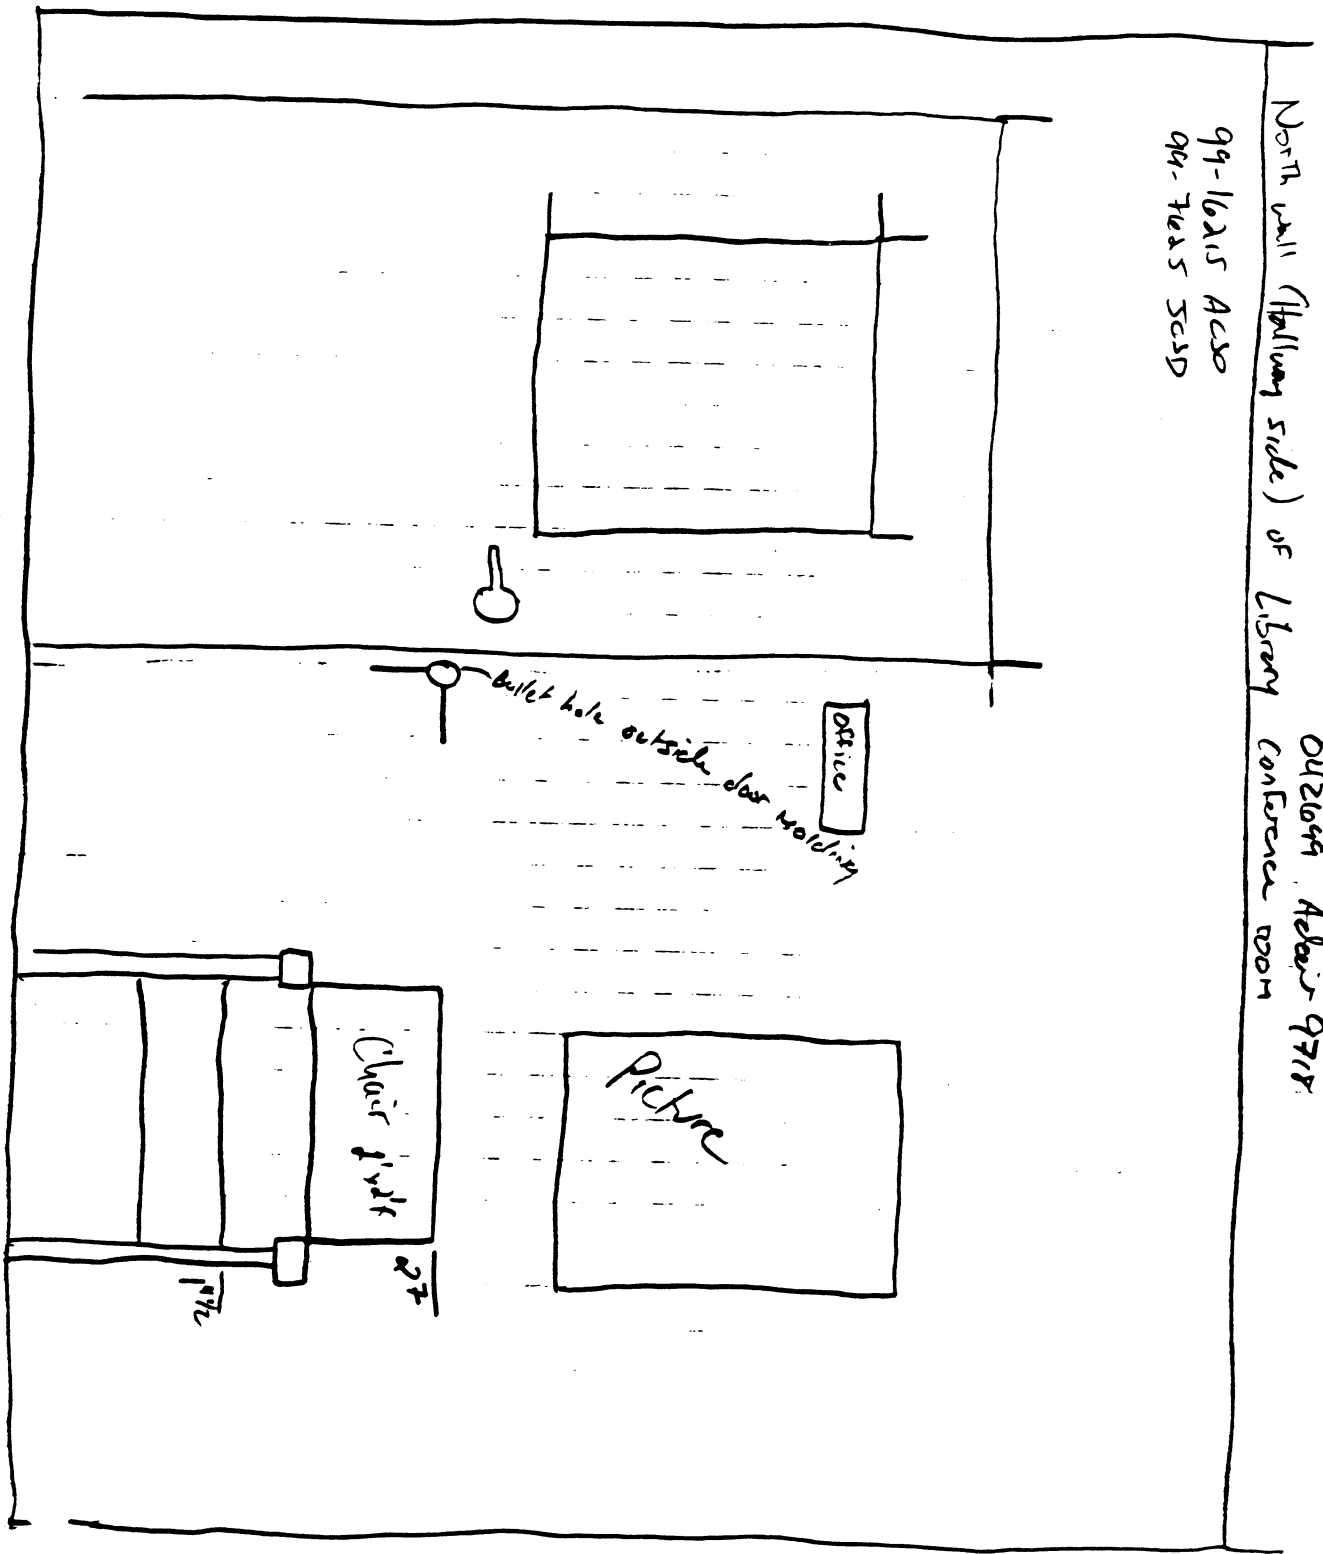 042699 Adair 9718
North wall (Hallway side) of Library Conference room
99-16215 ACSO
99-7625 JCSD
office
Bullet hole outside door molding
Picture
Chair
27